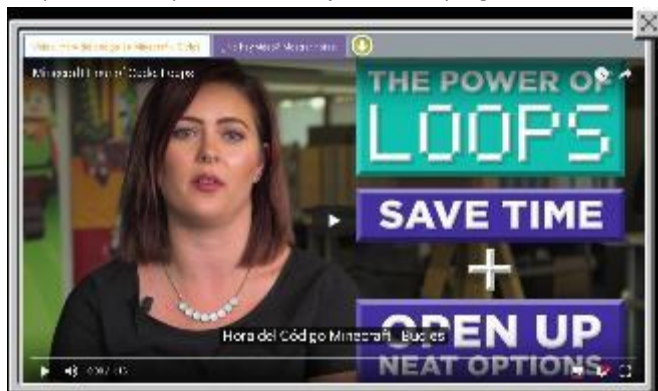 Minecraft Hour of Code: Loops
THE POWER OF
LOOPS
SAVE TIME
+
OPEN UP
NEAT OPTIONS
Hora del Código Minecraft - Bucles